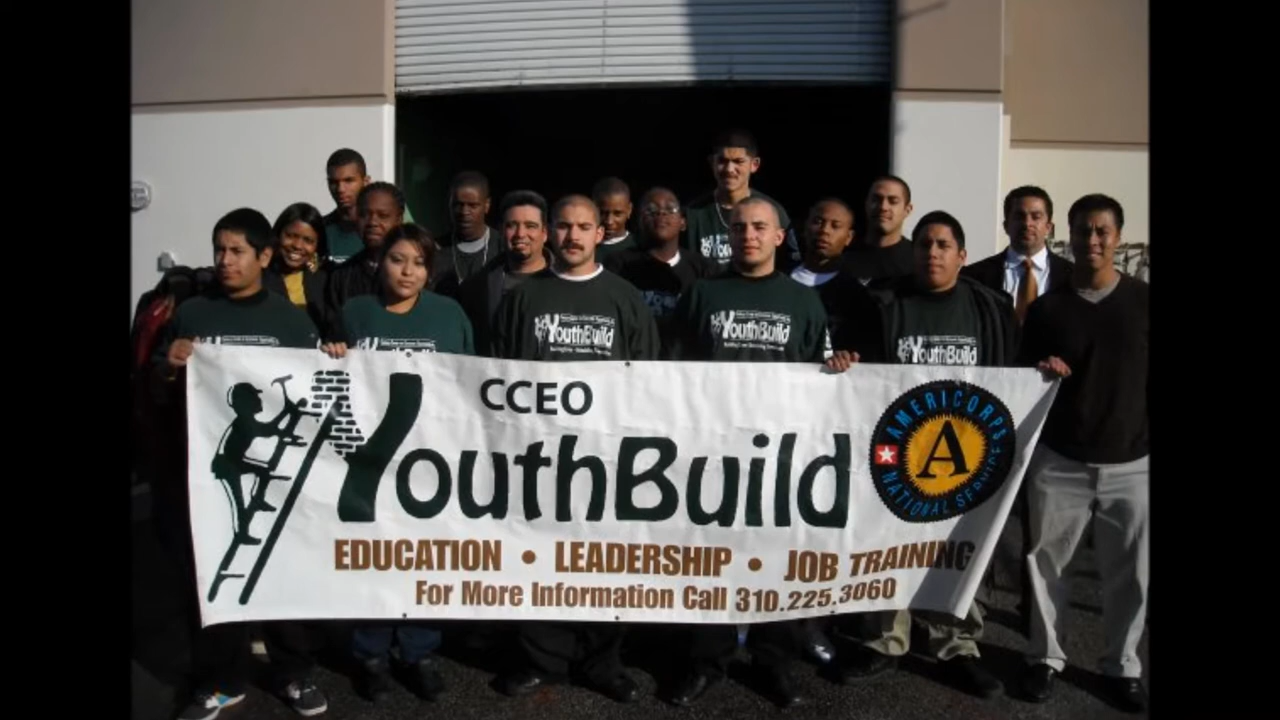 YouthBuild
YouthBuild
YouthBuild
CCEO
YouthBuild
AMERICORPS
A
NATIONAL SERVICE
EDUCATION • LEADERSHIP • JOB TRAINING
For More Information Call 310.225.3060